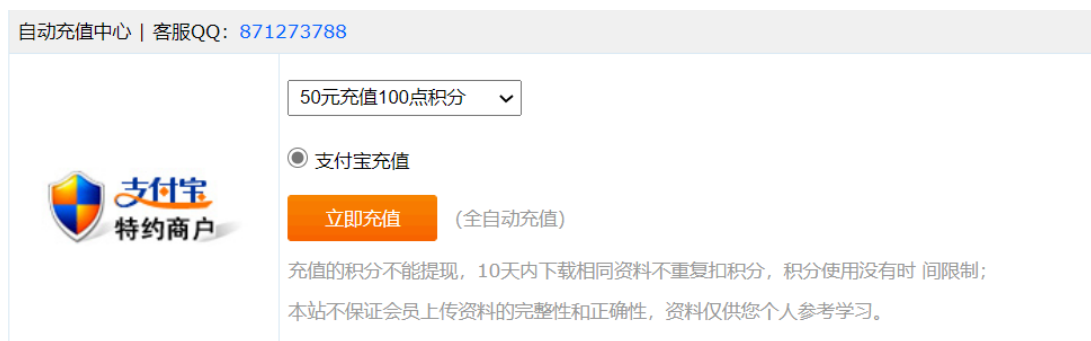 自动充值中心 | 客服QQ：871273788
50元充值100点积分
支付宝充值
支付宝
特约商户
立即充值
(全自动充值)
充值的积分不能提现，10天内下载相同资料不重复扣积分，积分使用没有时 间限制；
本站不保证会员上传资料的完整性和正确性，资料仅供您个人参考学习。